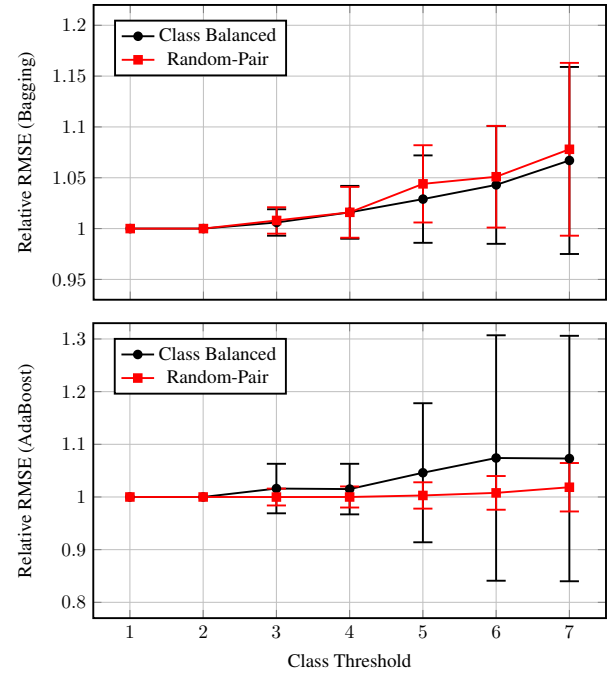 1.2
1.15
1.1
1.05
1
0.95
Relative RMSE (Bagging)
Class Balanced
Random-Pair
1.3
1.2
1.1
1
0.9
0.8
Relative RMSE (AdaBoost)
Class Balanced
Random-Pair
1 2 3 4 5 6 7
Class Threshold